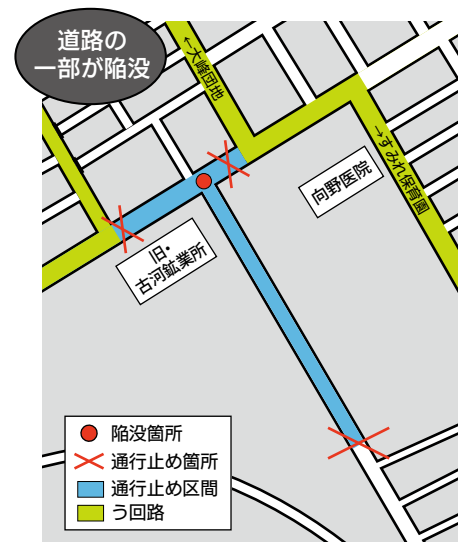 道路の
一部が陥没
←大峰団地
→すみれ保育園
向野医院
旧・
古河鉱業所
陥没箇所
通行止め箇所
通行止め区間
う回路